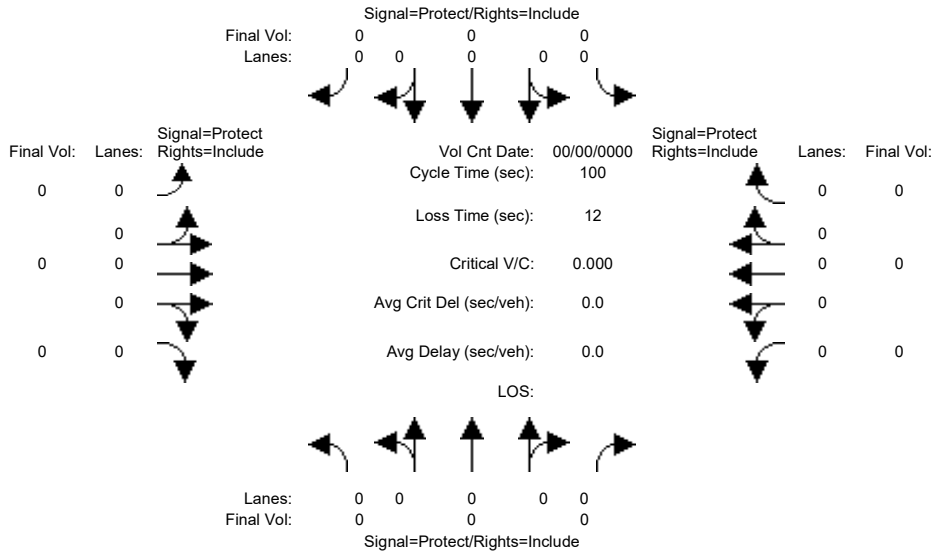 Signal=Protect/Rights=Include
Final Vol: 0 0 0
Lanes: 0 0 0 0 0
Signal=Protect Signal=Protect
Final Vol: Lanes: Rights=Include Vol Cnt Date: 00/00/0000 Rights=Include Lanes: Final Vol:
Cycle Time (sec): 100
0 0 0 0
Loss Time (sec): 12
0 0
0 0 Critical V/C: 0.000 0 0
0 Avg Crit Del (sec/veh): 0.0 0
0 0 Avg Delay (sec/veh): 0.0 0 0
LOS:
Lanes: 0 0 0 0 0
Final Vol: 0 0 0
Signal=Protect/Rights=Include